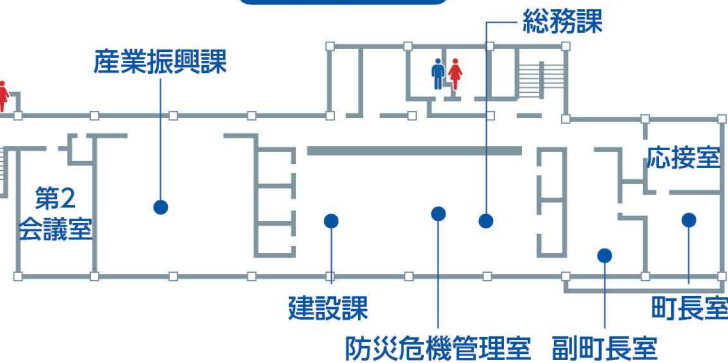 総務課
産業振興課
応接室
第2
会議室
建設課
町長室
防災危機管理室
副町長室